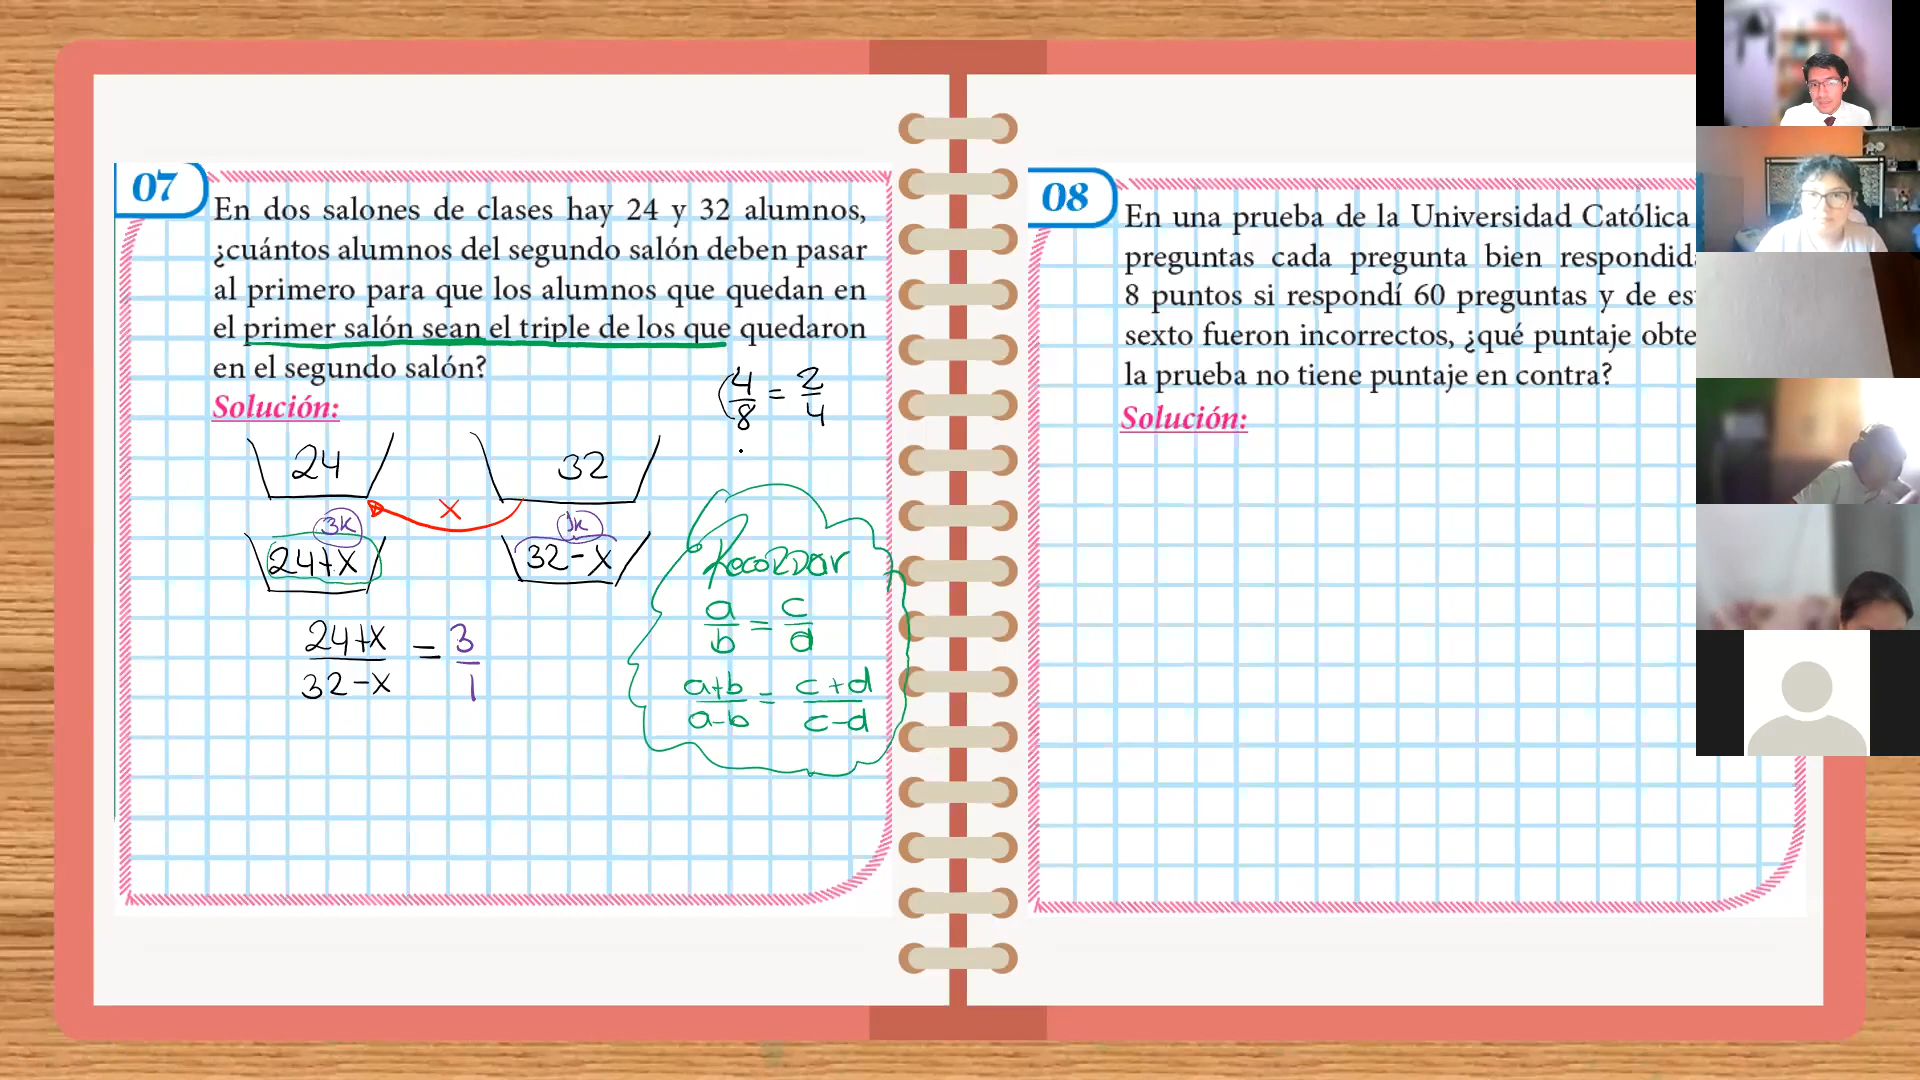 07
En dos salones de clases hay 24 y 32 alumnos,
¿cuántos alumnos del segundo salón deben pasar
al primero para que los alumnos que quedan en
el primer salón sean el triple de los que quedaron
en el segundo salón?
Solución:
4/8 = 2/4
24
32
x
3k
1k
24+x
32-x
24+x/32-x = 3/1
Recordar
a/b = c/d
a+b/a-b = c+d/c-d
08
En una prueba de la Universidad Católica
preguntas cada pregunta bien respondid
8 puntos si respondí 60 preguntas y de es
sexto fueron incorrectos, ¿qué puntaje obte
la prueba no tiene puntaje en contra?
Solución: